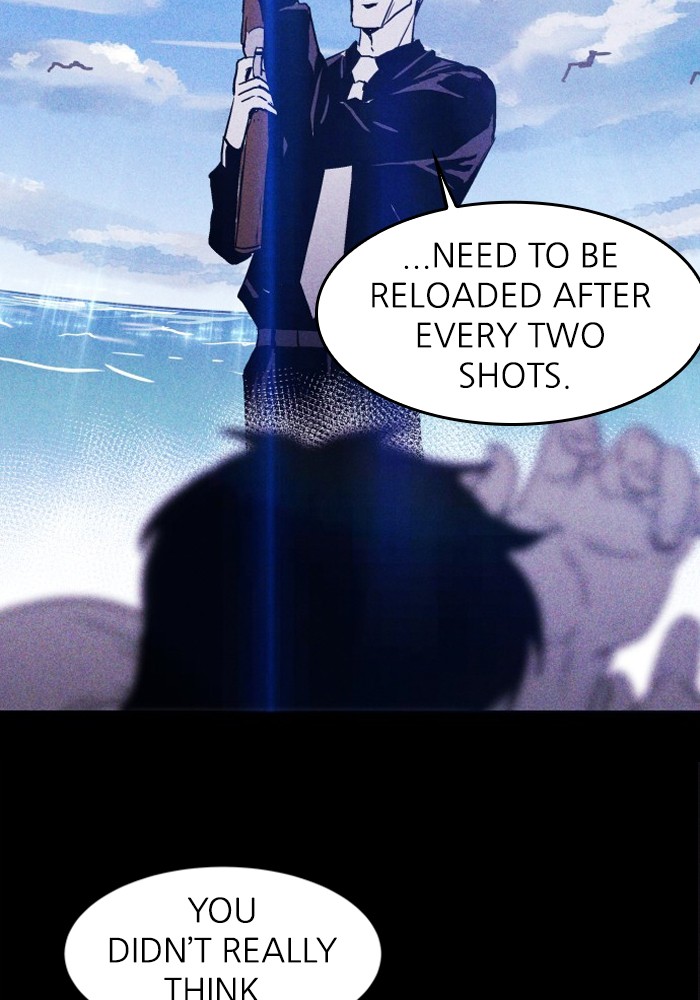 ...NEED TO BE
RELOADED AFTER
EVERY TWO
SHOTS.
YOU
DIDN'T REALLY
THINK